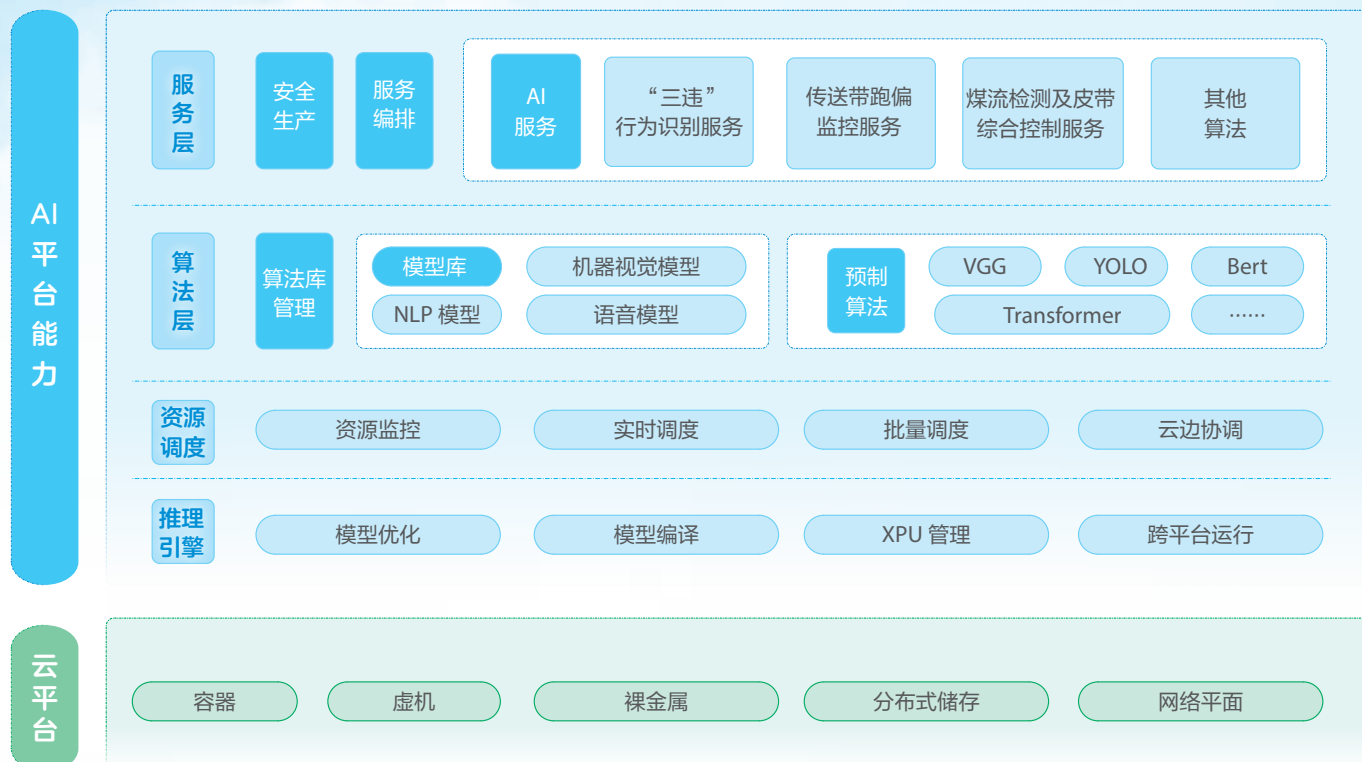 AI
平
台
能
力
服
务
层
安全
生产
服务
编排
AI
服务
“三违”
行为识别服务
传送带跑偏
监控服务
煤流检测及皮带
综合控制服务
其他
算法
算
法
层
算法库
管理
模型库
机器视觉模型
NLP 模型
语音模型
预制
算法
VGG
YOLO
Bert
Transformer
······
资源
调度
资源监控
实时调度
批量调度
云边协调
推理
引擎
模型优化
模型编译
XPU 管理
跨平台运行
云
平
台
容器
虚机
裸金属
分布式储存
网络平面